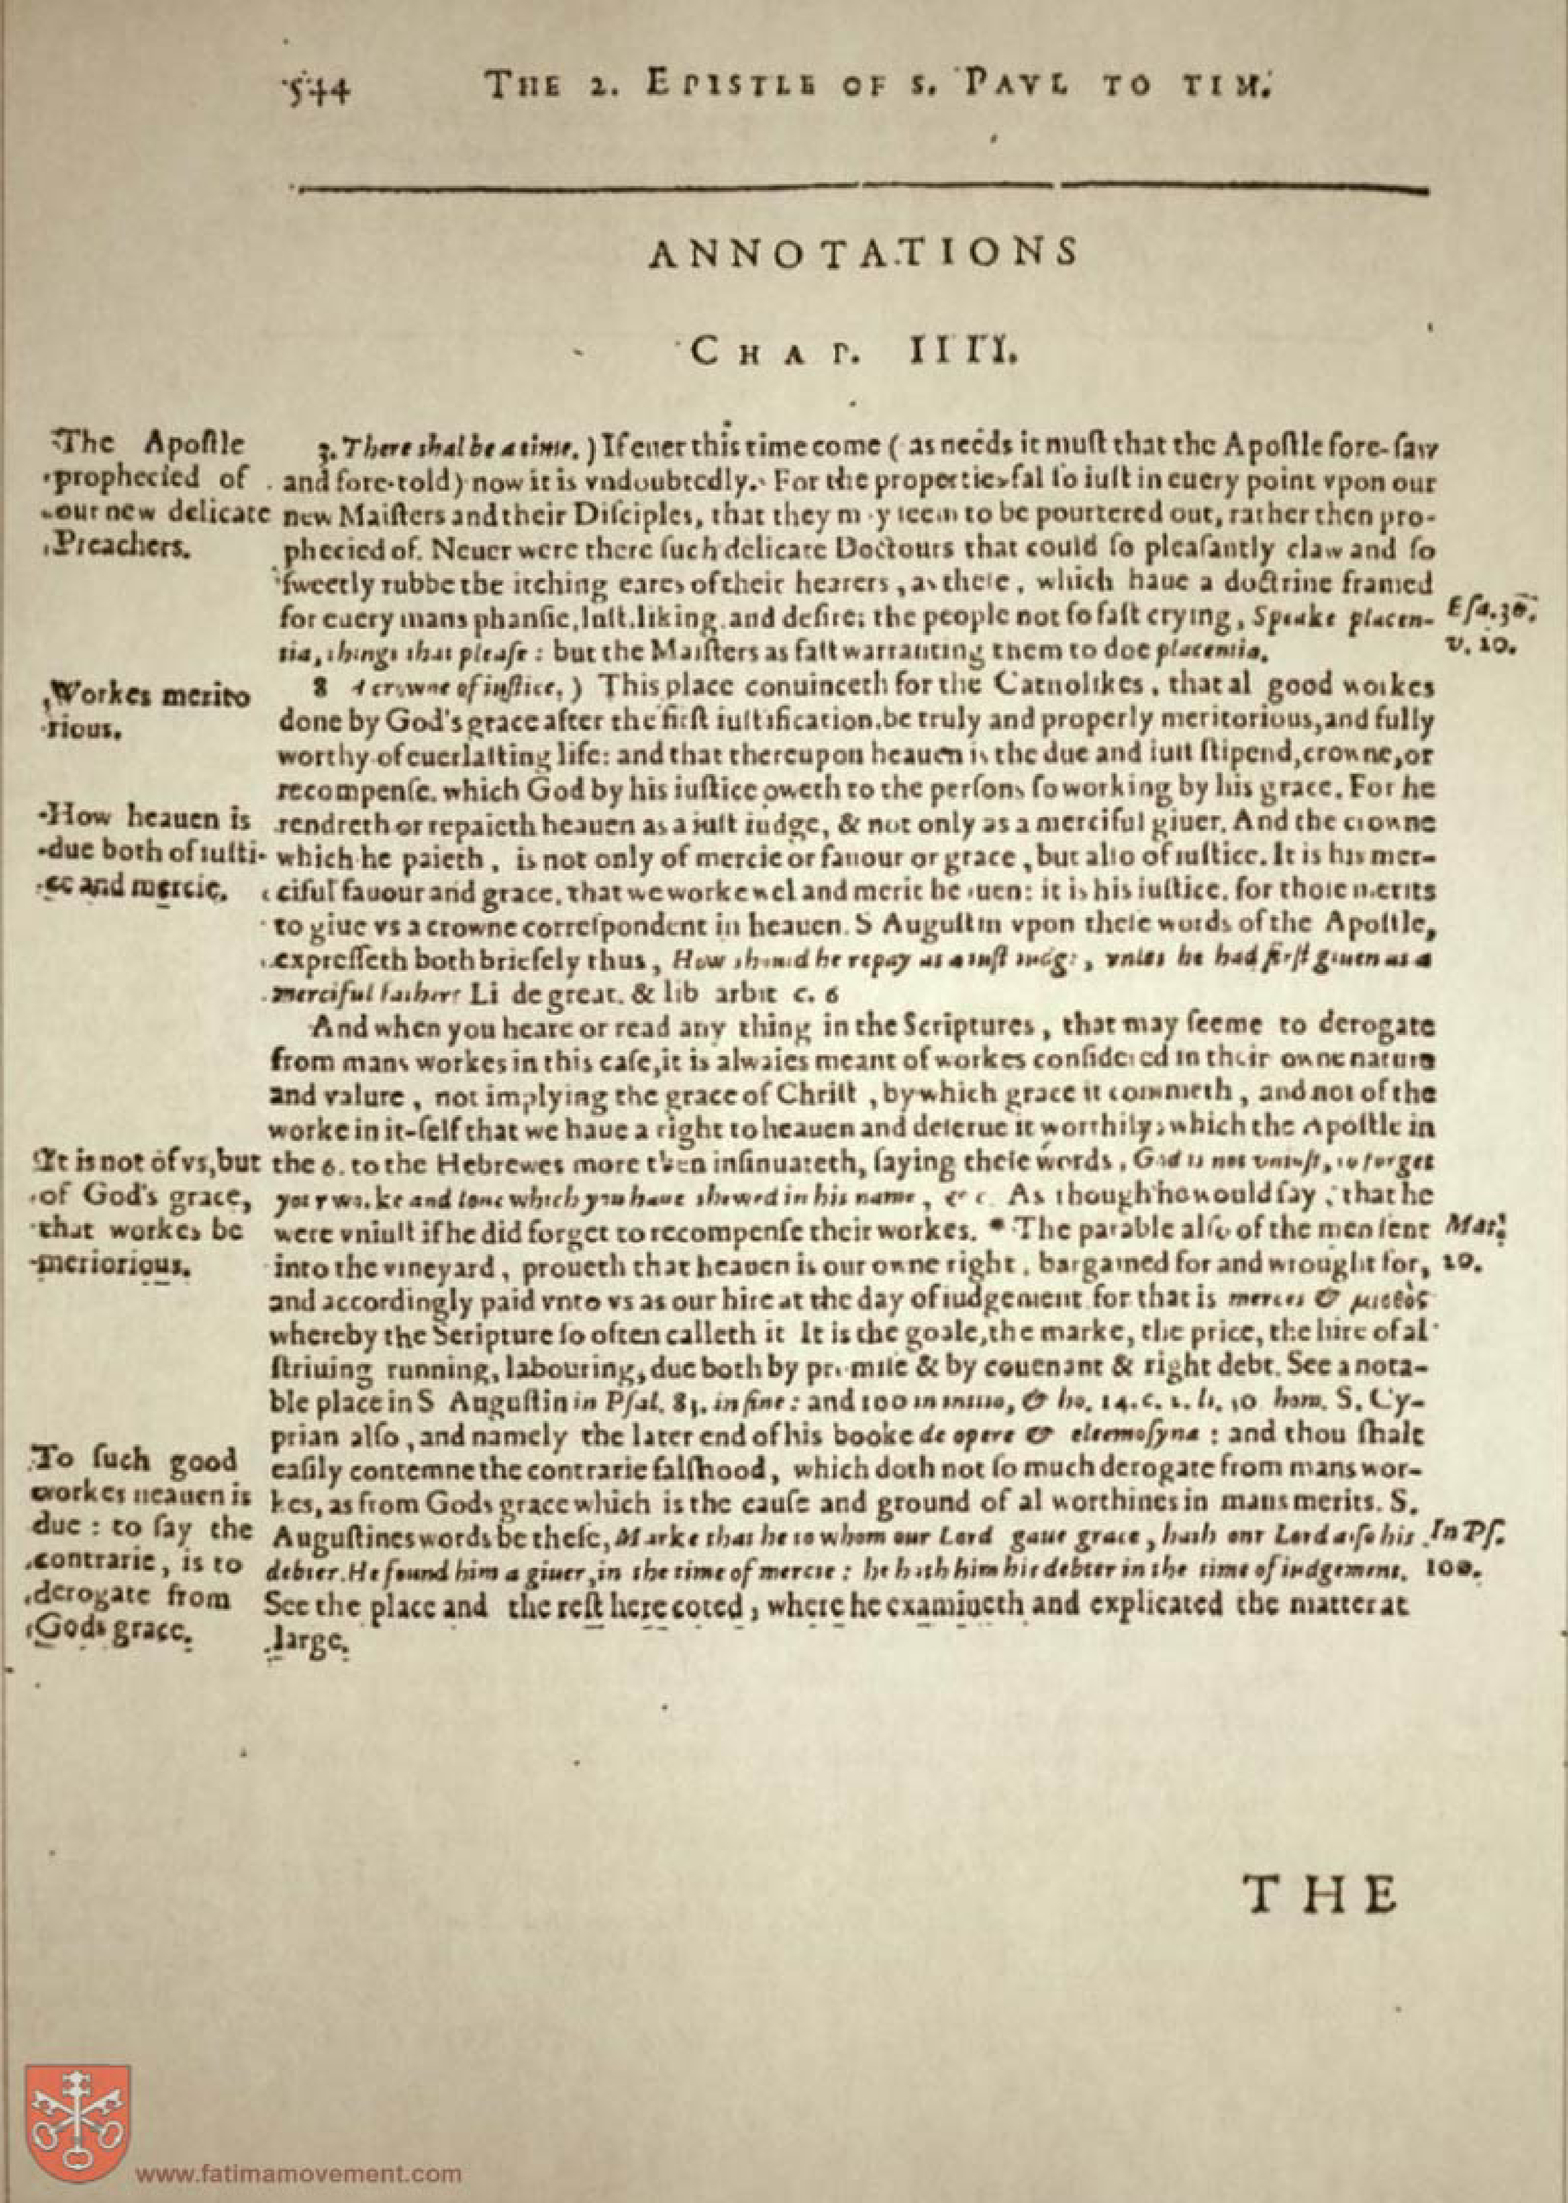 544 THE 2. EPISTLE OF S. PAVL TO TIM.
ANNOTATIONS
CHAP. IIII.
The Apoſtle
prophecied of
our new delicate
Preachers.
3. There shal be a time. ) If euer this time come ( as needs it muſt that the Apoſtle fore-ſaw
and fore-told) now it is vndoubtedly. For the properties fal ſo iuſt in euery point vpon our
new Maiſters and their Diſciples, that they may ſeem to be pourtered out, rather then pro-
phecied of. Neuer were there ſuch delicate Doctours that could ſo pleaſantly claw and ſo
ſweetly rubbe the itching eares of their hearers, as theſe, which haue a doctrine framed
for euery mans phanſie, luſt, liking, and deſire; the people not ſo faſt crying, Speake placen-
tia, things that pleaſe: but the Maiſters as faſt warranting them to doe placentia.
Eſa. 30.
v. 10.
Workes merito
rious.
8 A crowne of iuſtice. ) This place conuinceth for the Catholikes, that al good workes
done by God's grace after the firſt iuſtification, be truly and properly meritorious, and fully
worthy of euerlaſting life: and that thereupon heauen is the due and iuſt ſtipend, crowne, or
recompenſe, which God by his iuſtice oweth to the perſons ſo working by his grace. For he
How heauen is
due both of iuſti-
ce and mercie.
rendreth or repaieth heauen as a iuſt iudge, & not only as a merciful giuer. And the crowne
which he paieth, is not only of mercie or fauour or grace, but alſo of iuſtice. It is his mer-
ciful fauour and grace, that we worke wel and merit heauen: it is his iuſtice, for thoſe merits
to giue vs a crowne correſpondent in heauen. S Auguſtin vpon theſe words of the Apoſtle,
expreſſeth both briefely thus, How should he repay as a iuſt iudge, vnles he had firſt giuen as a
merciful father? Li de great. & lib arbit c. 6
And when you heare or read any thing in the Scriptures, that may ſeeme to derogate
from mans workes in this caſe, it is alwaies meant of workes conſidered in their owne nature
and valure, not implying the grace of Chriſt, by which grace it commeth, and not of the
worke in it-ſelf that we haue a right to heauen and deſerue it worthily; which the Apoſtle in
It is not of vs, but
of God's grace,
that workes be
meriorious.
the 6. to the Hebrewes more then inſinuateth, ſaying theſe words, God is not vniuſt, to forget
your worke and loue which you haue shewed in his name, &c. As though he would ſay, that he
were vniuſt if he did forget to recompenſe their workes. * The parable alſo of the men ſent
into the vineyard, proueth that heauen is our owne right, bargained for and wrought for,
Mat.
20.
and accordingly paid vnto vs as our hire at the day of iudgement for that is merces & μισθὸς
whereby the Scripture ſo often calleth it It is the goale, the marke, the price, the hire of al
ſtriuing running, labouring, due both by promiſe & by couenant & right debt. See a nota-
ble place in S Auguſtin in Pſal. 83. in fine: and 100 in initio, & ho. 14. c. 2. li. 50 hom. S. Cy-
prian alſo, and namely the later end of his booke de opere & eleemoſyna: and thou ſhalt
To ſuch good
workes heauen is
due: to ſay the
contrarie, is to
derogate from
Gods grace.
eaſily contemne the contrarie falſhood, which doth not ſo much derogate from mans wor-
kes, as from Gods grace which is the cauſe and ground of al worthines in mans merits. S.
Auguſtines words be theſe, Marke that he to whom our Lord gaue grace, hath our Lord alſo his
debter. He found him a giuer, in the time of mercie: he hath him his debter in the time of iudgement.
In Pſ.
100.
See the place and the reſt here coted, where he examineth and explicated the matter at
large.
THE
www.fatimamovement.com